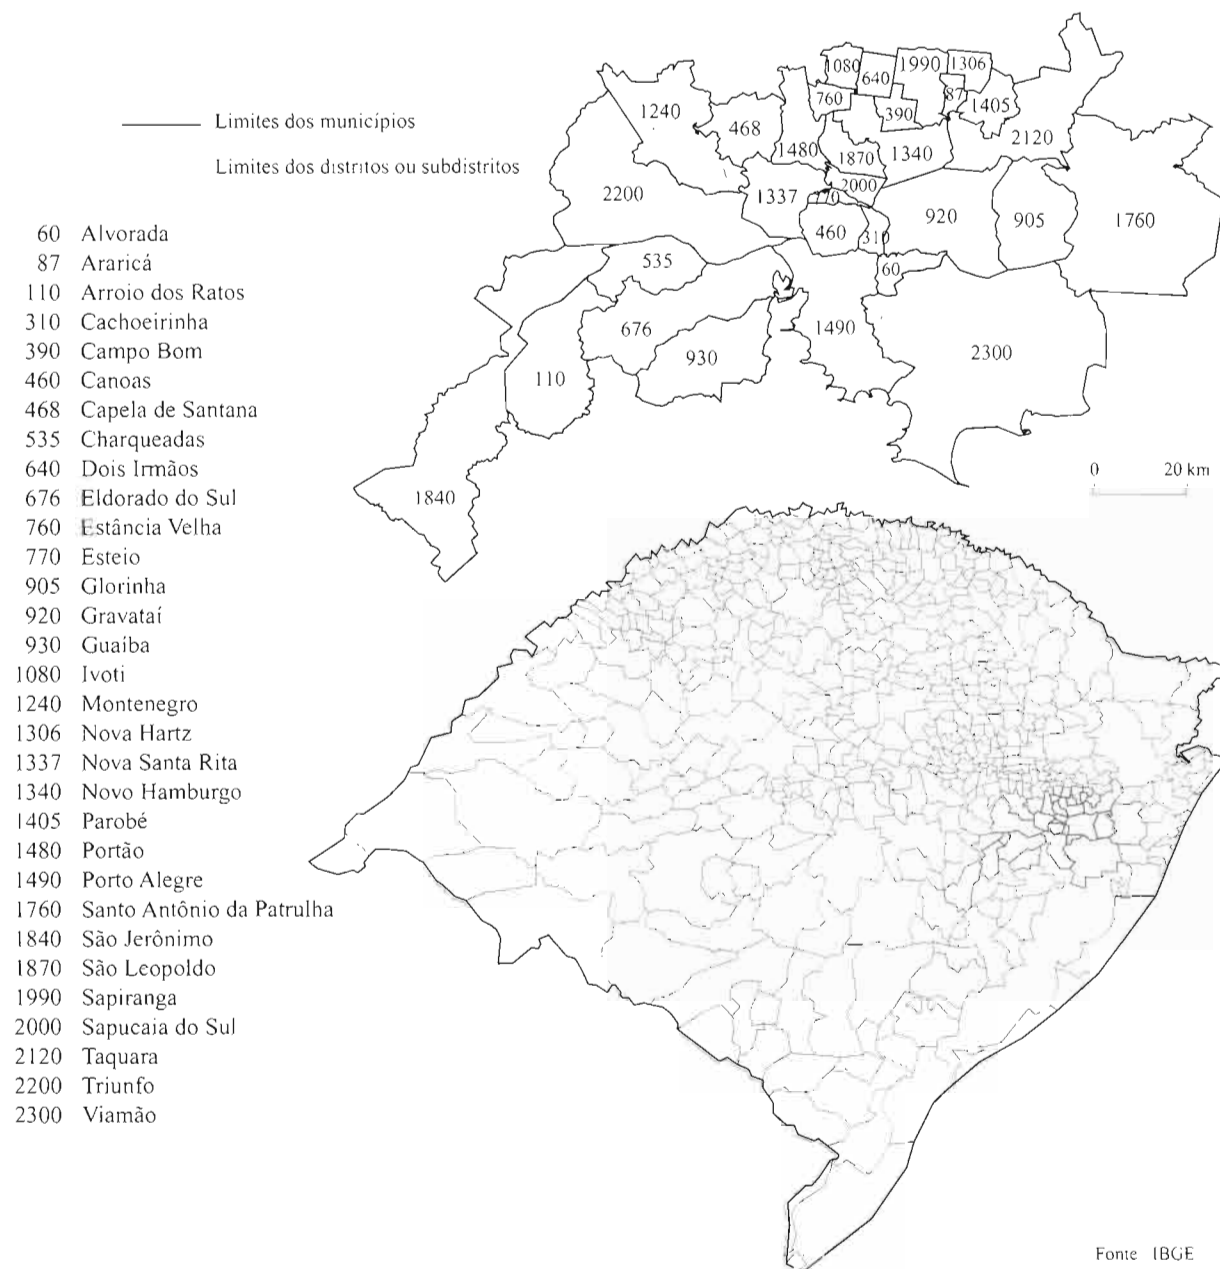 Limites dos municípios
Limites dos distritos ou subdistritos
60 Alvorada
87 Araricá
110 Arroio dos Ratos
310 Cachoeirinha
390 Campo Bom
460 Canoas
468 Capela de Santana
535 Charqueadas
640 Dois Irmãos
676 Eldorado do Sul
760 Estância Velha
770 Esteio
905 Glorinha
920 Gravataí
930 Guaíba
1080 Ivoti
1240 Montenegro
1306 Nova Hartz
1337 Nova Santa Rita
1340 Novo Hamburgo
1405 Parobé
1480 Portão
1490 Porto Alegre
1760 Santo Antônio da Patrulha
1840 São Jerônimo
1870 São Leopoldo
1990 Sapiranga
2000 Sapucaia do Sul
2120 Taquara
2200 Triunfo
2300 Viamão
1080
640
1990
1306
760
390
87
1405
1240
468
1480
1870
1340
2120
2200
1337
2000
770
920
905
1760
460
310
535
60
676
930
1490
2300
110
1840
0 20 km
Fonte IBGE